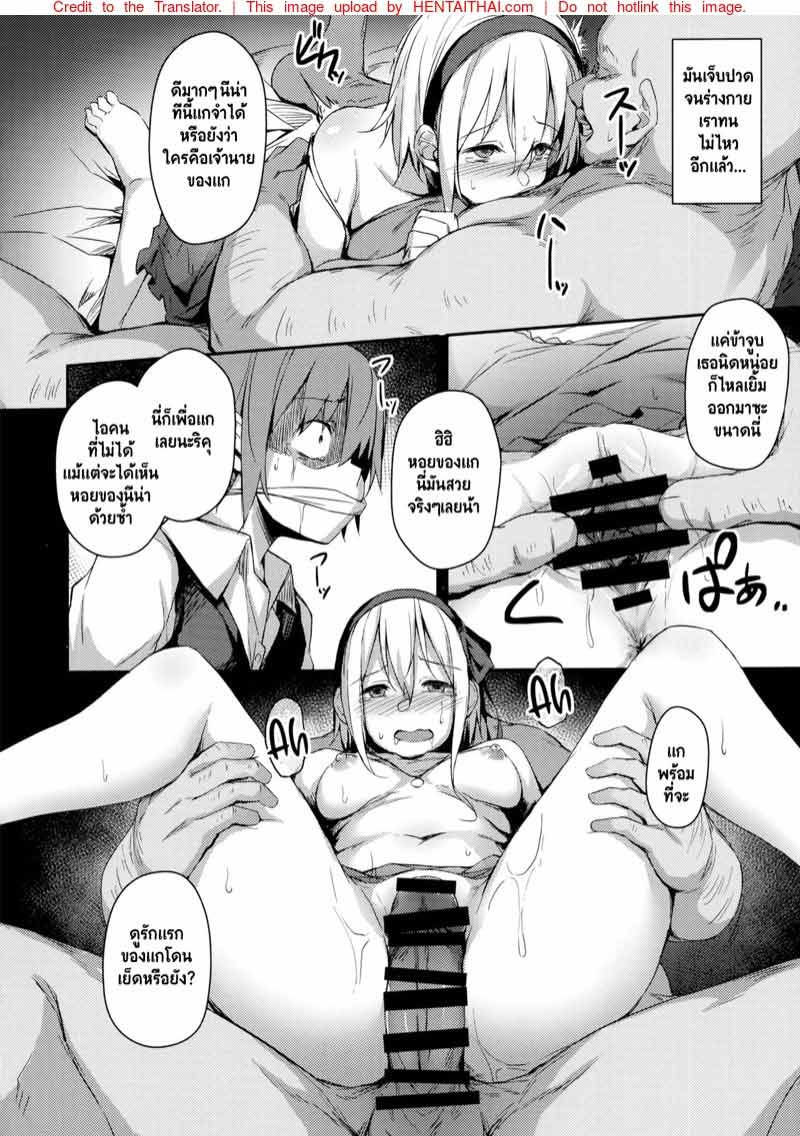 Credit to the Translator. | This image upload by HENTAITHAI.com | Do not hotlink this image.
มันเจ็บปวด
จนร่างกาย
เราทน
ไม่ไหว
อีกแล้ว...
ดีมากๆนีน่า
ทีนี้แกจำได้
หรือยังว่า
ใครคือเจ้านาย
ของแก
スーッ
はーッ
แค่ข้าจูบ
เธอนิดหน่อย
ก็ไหลเยิ้ม
ออกมาซะ
ขนาดนี้
ฮิฮิ
หอยของแก
นี่มันสวย
จริงๆเลยน้า
นี่ก็เพื่อแก
เลยนะริคุ
ไอคน
ที่ไม่ได้
แม้แต่จะได้เห็น
หอยของนีน่า
ด้วยซ้ำ
ふーッ
ふーッ
くぱぁ..
Ah
Ah
แก
พร้อม
ที่จะ
ดูรักแรก
ของแกโดน
เย็ดหรือยัง?